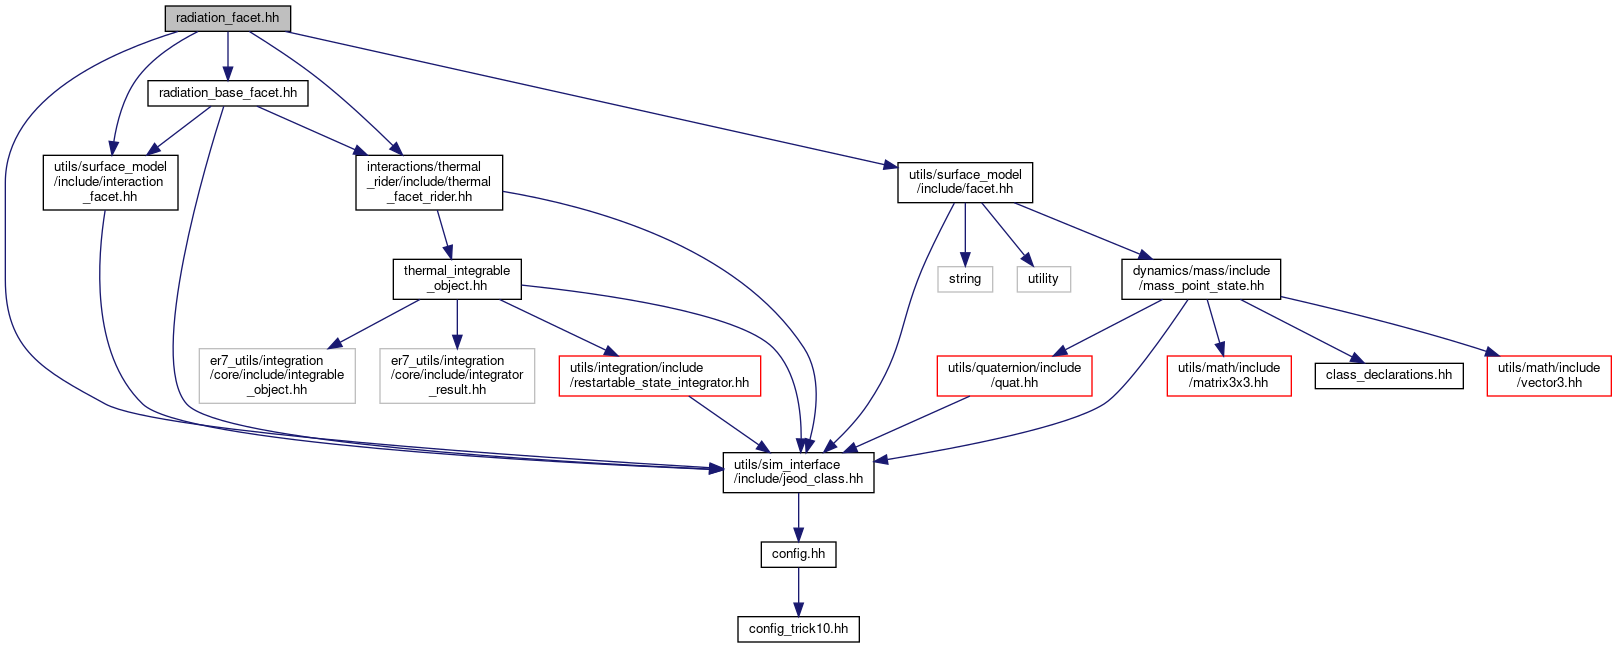 radiation_facet.hh
radiation_base_facet.hh
utils/surface_model
/include/interaction
_facet.hh
interactions/thermal
_rider/include/thermal
_facet_rider.hh
utils/surface_model
/include/facet.hh
thermal_integrable
_object.hh
string
utility
dynamics/mass/include
/mass_point_state.hh
er7_utils/integration
/core/include/integrable
_object.hh
er7_utils/integration
/core/include/integrator
_result.hh
utils/integration/include
/restartable_state_integrator.hh
utils/quaternion/include
/quat.hh
utils/math/include
/matrix3x3.hh
class_declarations.hh
utils/math/include
/vector3.hh
utils/sim_interface
/include/jeod_class.hh
config.hh
config_trick10.hh